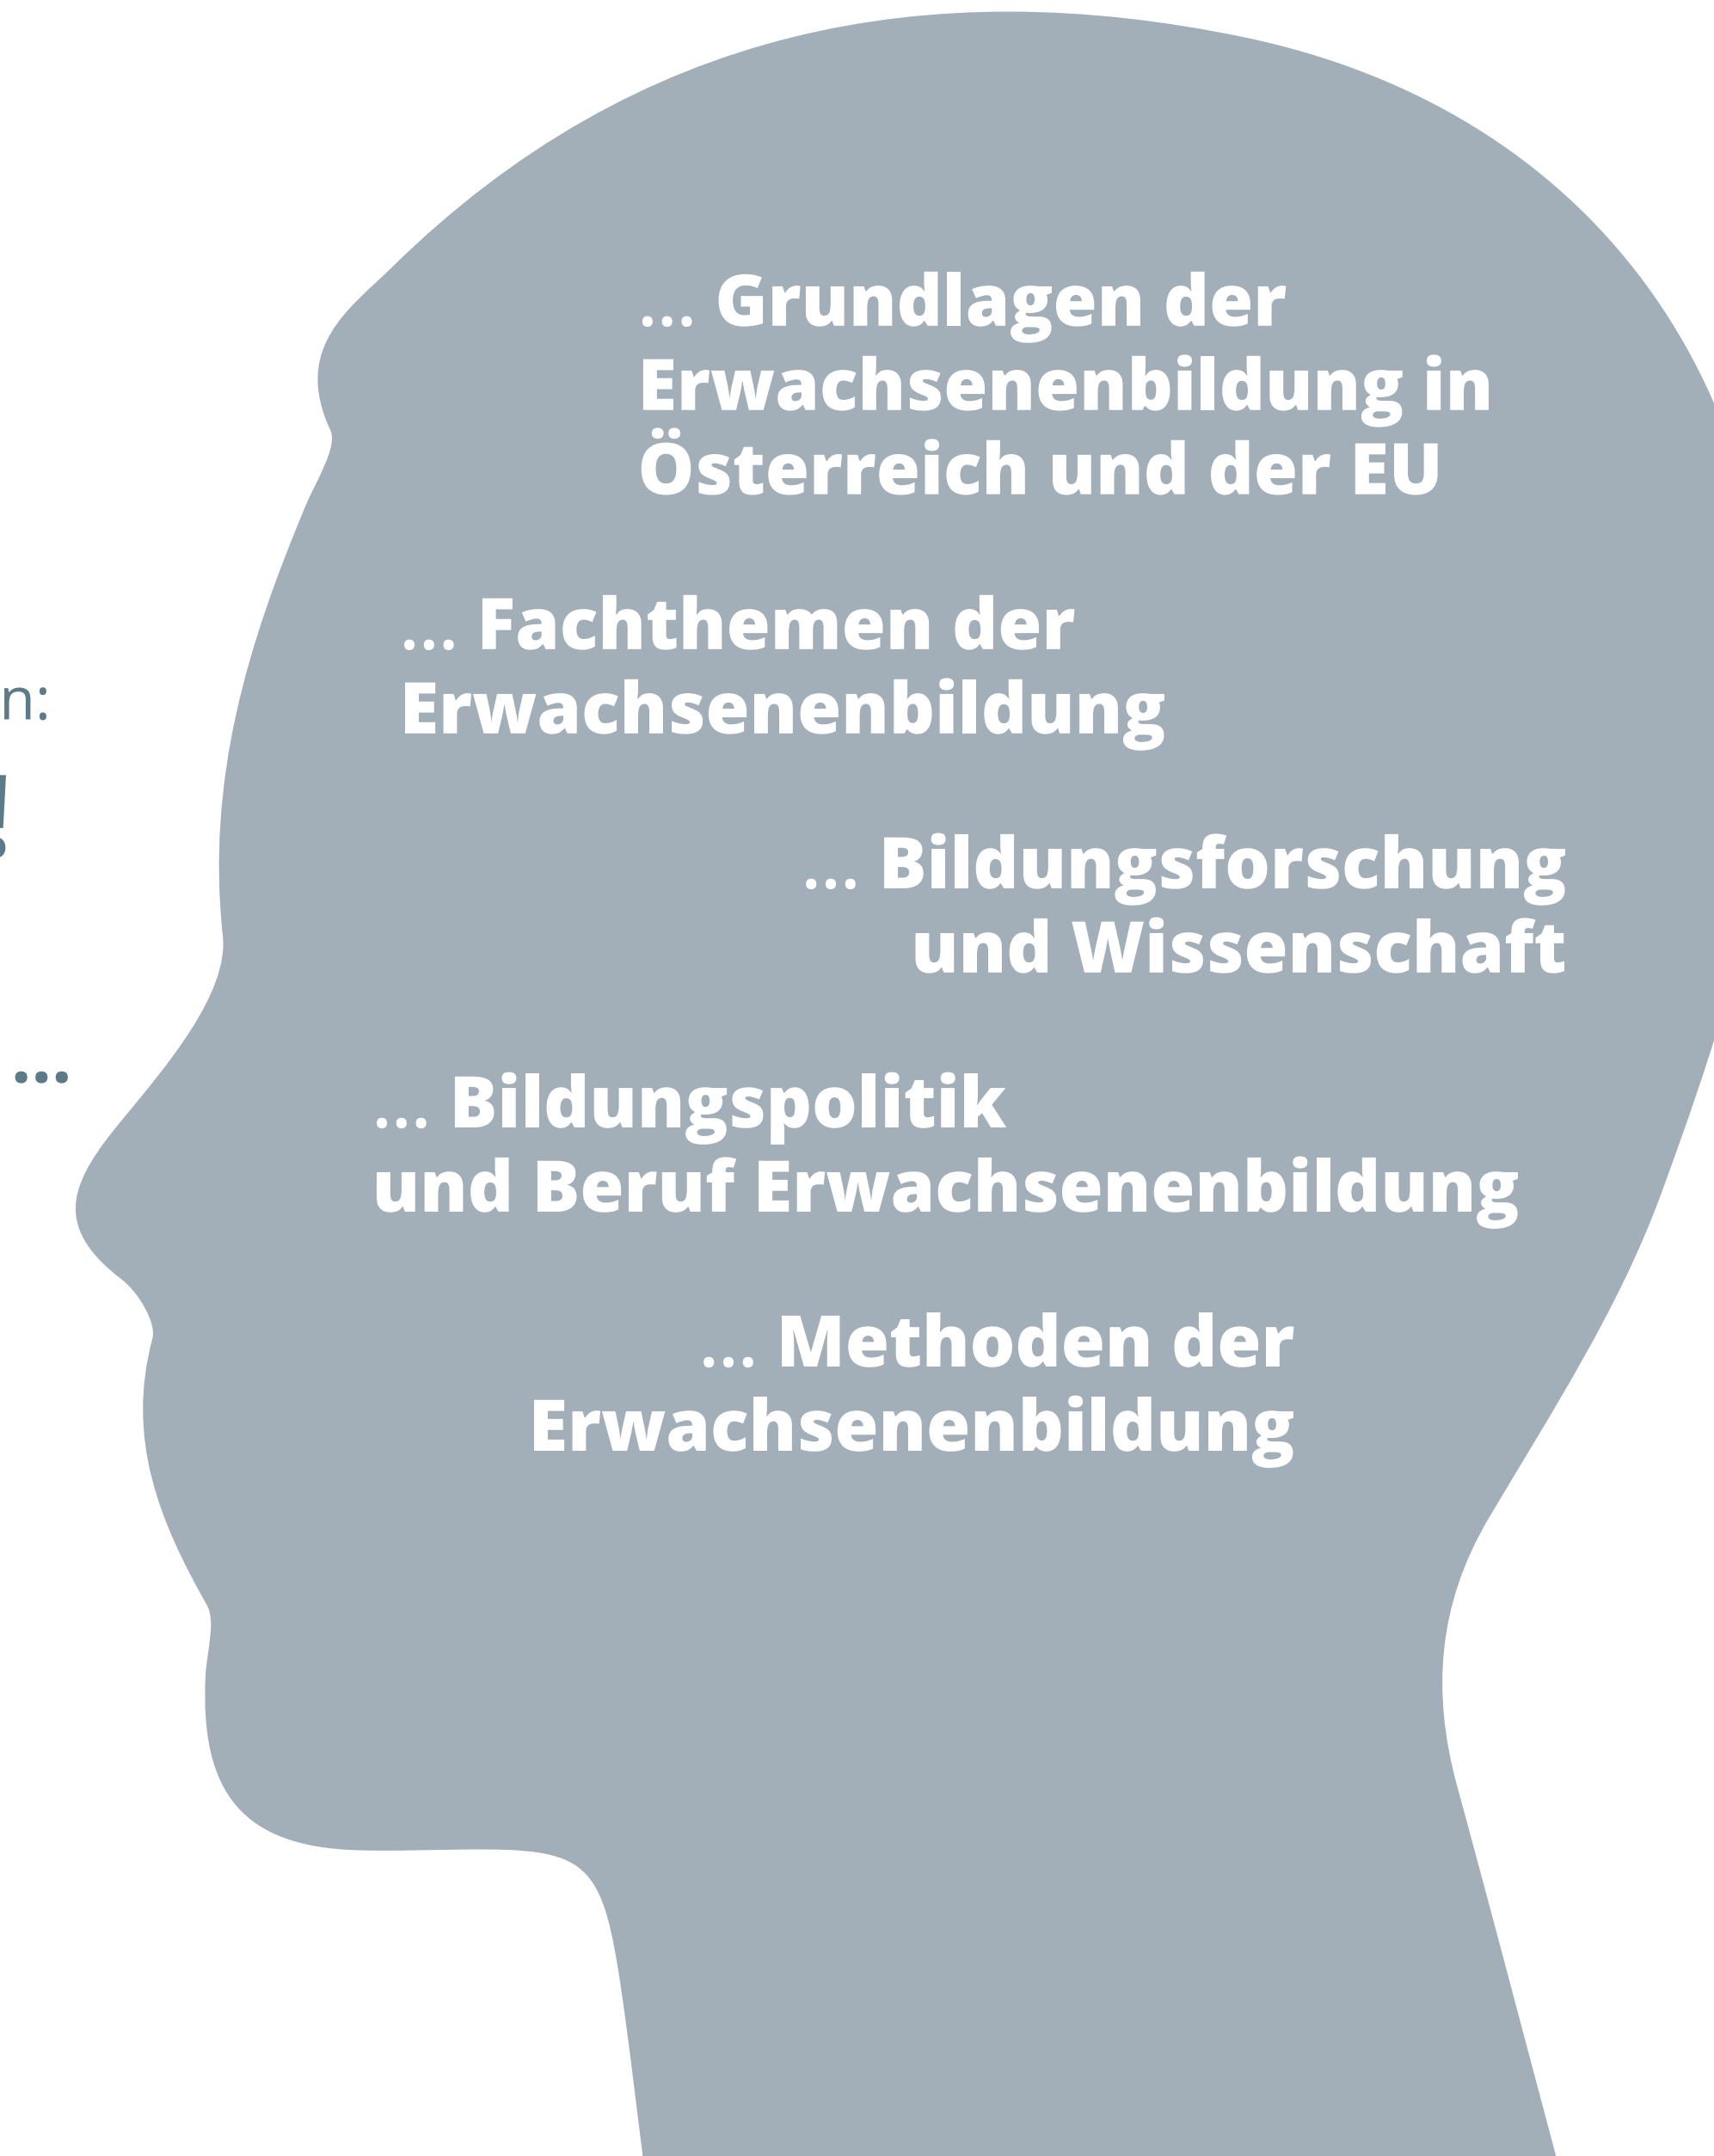 ... Grundlagen der
Erwachsenenbildung in
Österreich und der EU
... Fachthemen der
Erwachsenenbildung
n:
!
... Bildungsforschung
und Wissenschaft
...
... Bildungspolitik
und Beruf Erwachsenenbildung
... Methoden der
Erwachsenenbildung